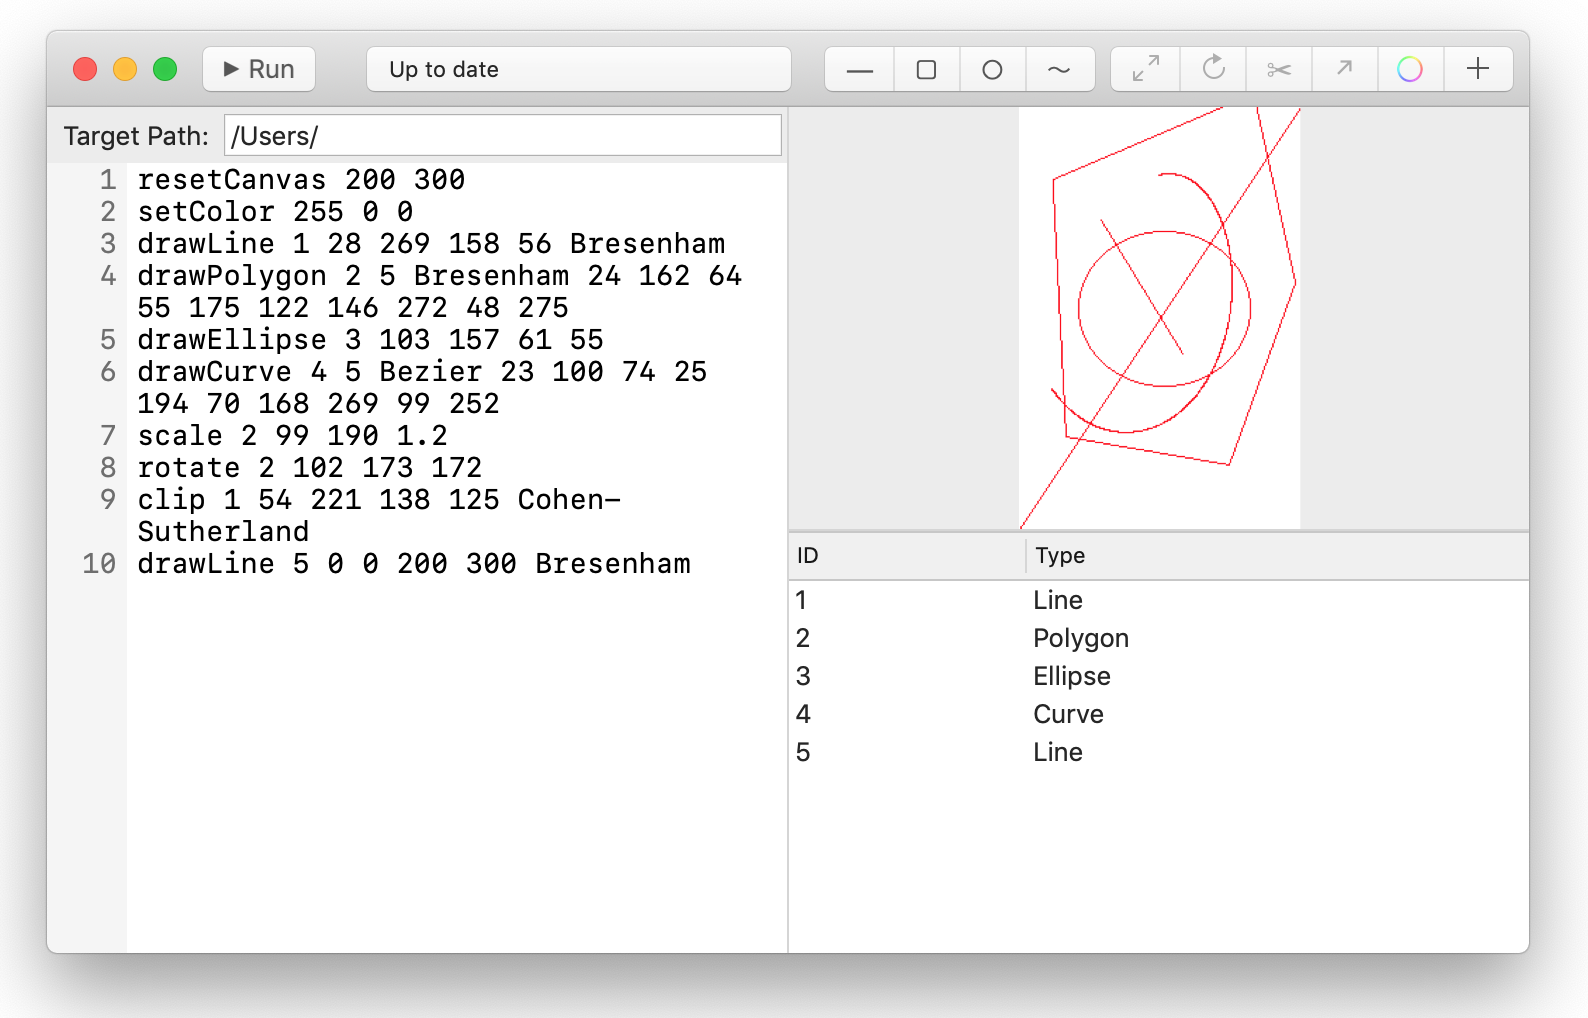 Run
Up to date
Target Path: /Users/
1 resetCanvas 200 300
2 setColor 255 0 0
3 drawLine 1 28 269 158 56 Bresenham
4 drawPolygon 2 5 Bresenham 24 162 64
55 175 122 146 272 48 275
5 drawEllipse 3 103 157 61 55
6 drawCurve 4 5 Bezier 23 100 74 25
194 70 168 269 99 252
7 scale 2 99 190 1.2
8 rotate 2 102 173 172
9 clip 1 54 221 138 125 Cohen-
Sutherland
10 drawLine 5 0 0 200 300 Bresenham
ID Type
1 Line
2 Polygon
3 Ellipse
4 Curve
5 Line